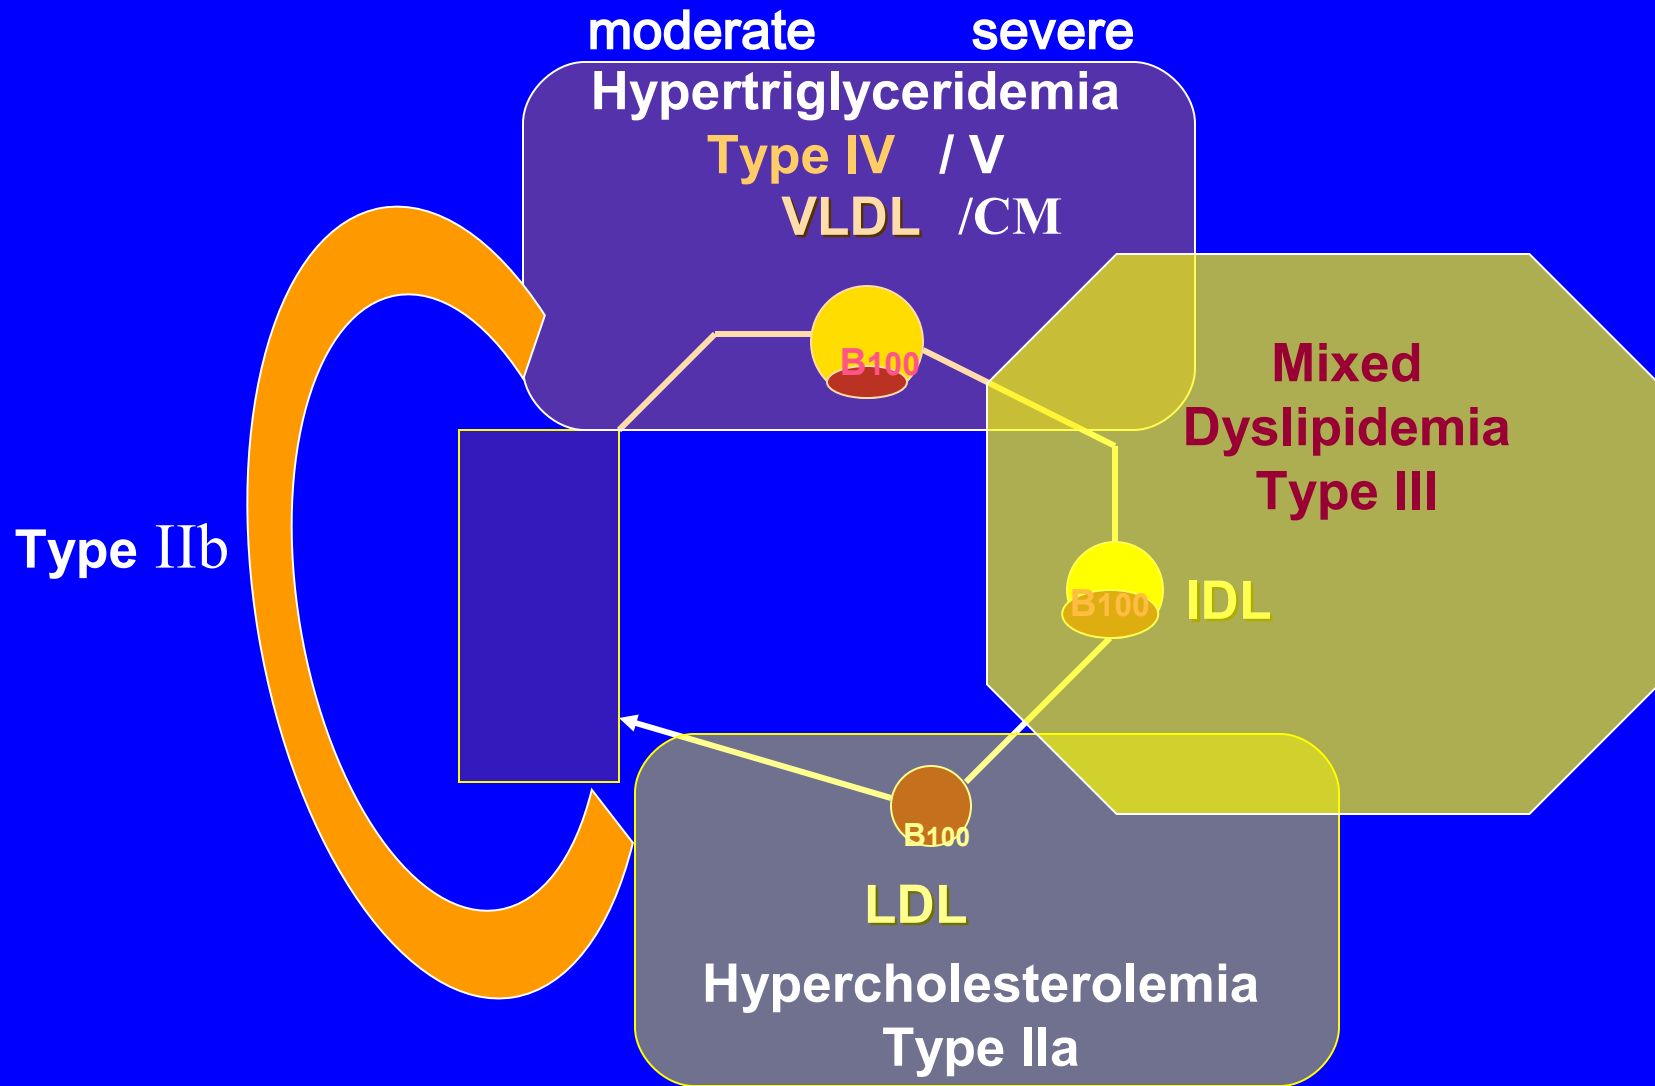 moderate severe
Hypertriglyceridemia
Type IV / V
VLDL /CM
B100
Mixed
Dyslipidemia
Type III
Type IIb
B100 IDL
B100
LDL
Hypercholesterolemia
Type IIa